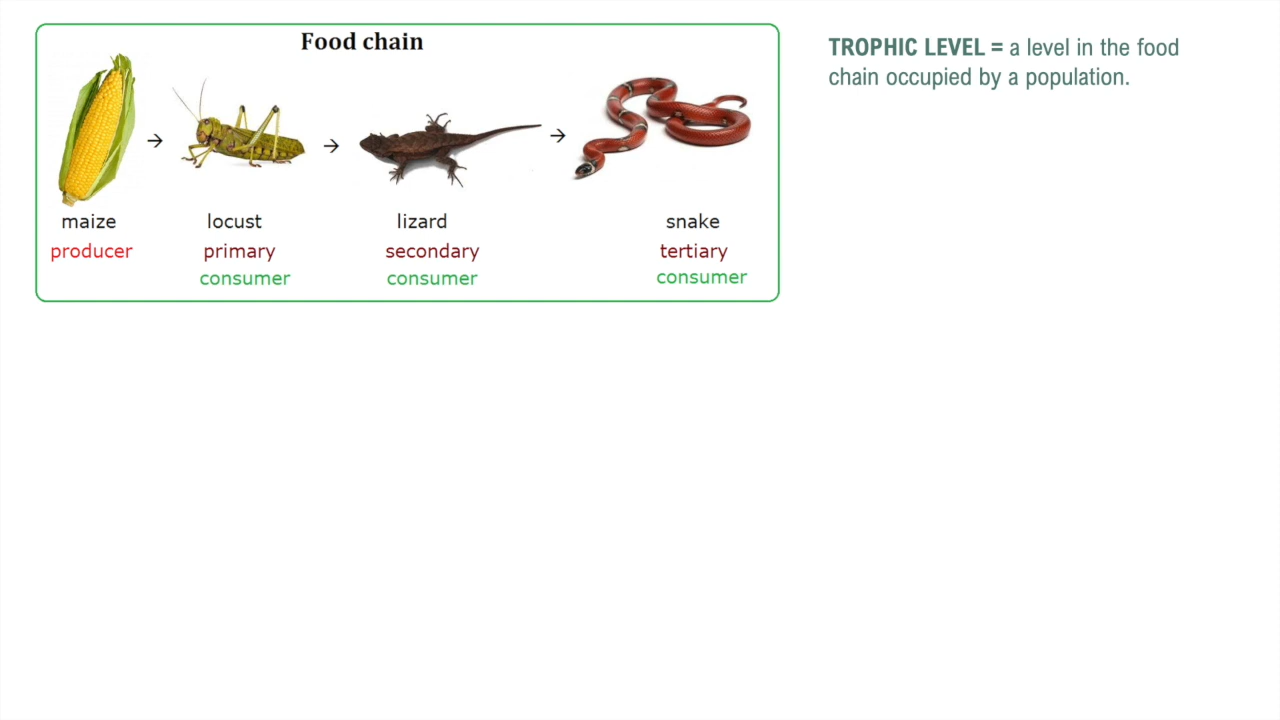 Food chain
→ → →
maize locust lizard snake
producer primary secondary tertiary
consumer consumer consumer
TROPHIC LEVEL = a level in the food
chain occupied by a population.